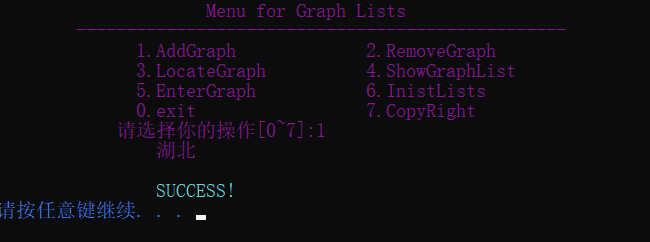 Menu for Graph Lists
-------------------------------------------------
1.AddGraph 2.RemoveGraph
3.LocateGraph 4.ShowGraphList
5.EnterGraph 6.InistLists
0.exit 7.CopyRight
请选择你的操作[0~7]:1
湖北
SUCCESS!
请按任意键继续. . .